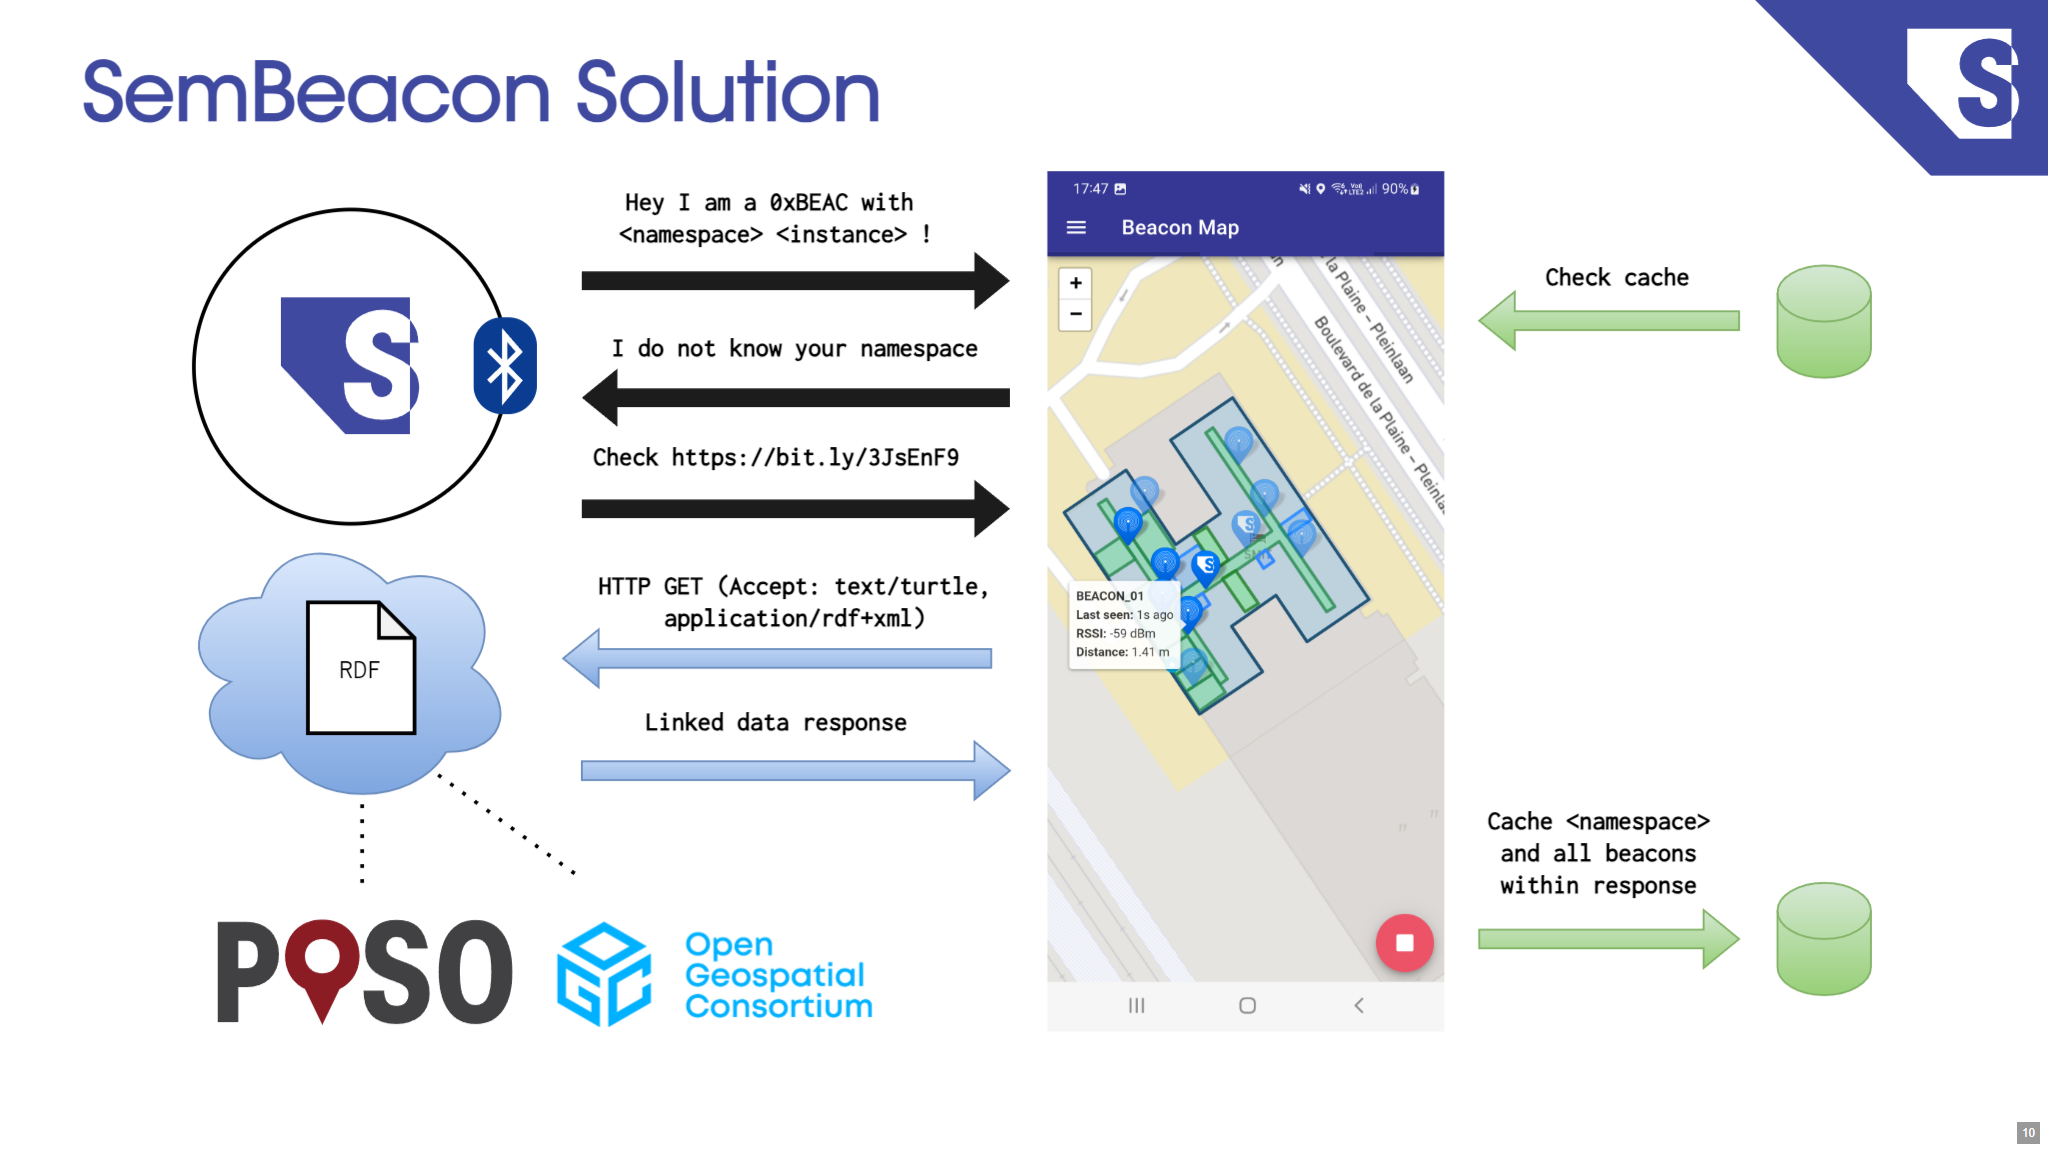 SemBeacon Solution
S
Hey I am a 0xBEAC with
<namespace> <instance> !
I do not know your namespace
Check https://bit.ly/3JsEnF9
S
HTTP GET (Accept: text/turtle,
application/rdf+xml)
RDF
Linked data response
POSO
OGC
Open
Geospatial
Consortium
17:47
90%
Beacon Map
+
−
la Plaine – Pleinlaan
Boulevard de la Plaine – Pleinlaan
BEACON_01
Last seen: 1s ago
RSSI: -59 dBm
Distance: 1.41 m
Check cache
Cache <namespace>
and all beacons
within response
10